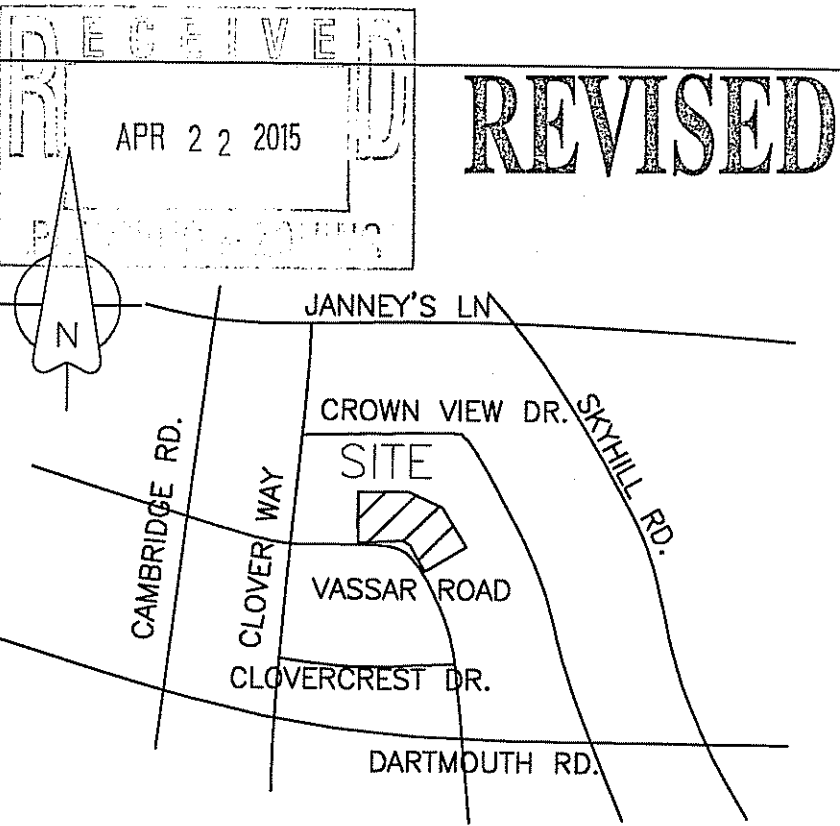 RECEIVED
APR 22 2015
REVISED
N
JANNEY'S LN
CROWN VIEW DR.
SKYHILL RD.
SITE
CAMBRIDGE RD.
CLOVER WAY
VASSAR ROAD
CLOVERCREST DR.
DARTMOUTH RD.